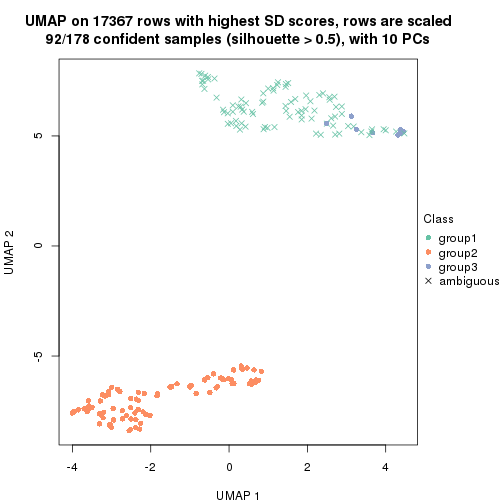 UMAP on 17367 rows with highest SD scores, rows are scaled
92/178 confident samples (silhouette > 0.5), with 10 PCs
UMAP 2
5
0
-5
-4
-2
0
2
4
UMAP 1
Class
group1
group2
group3
ambiguous